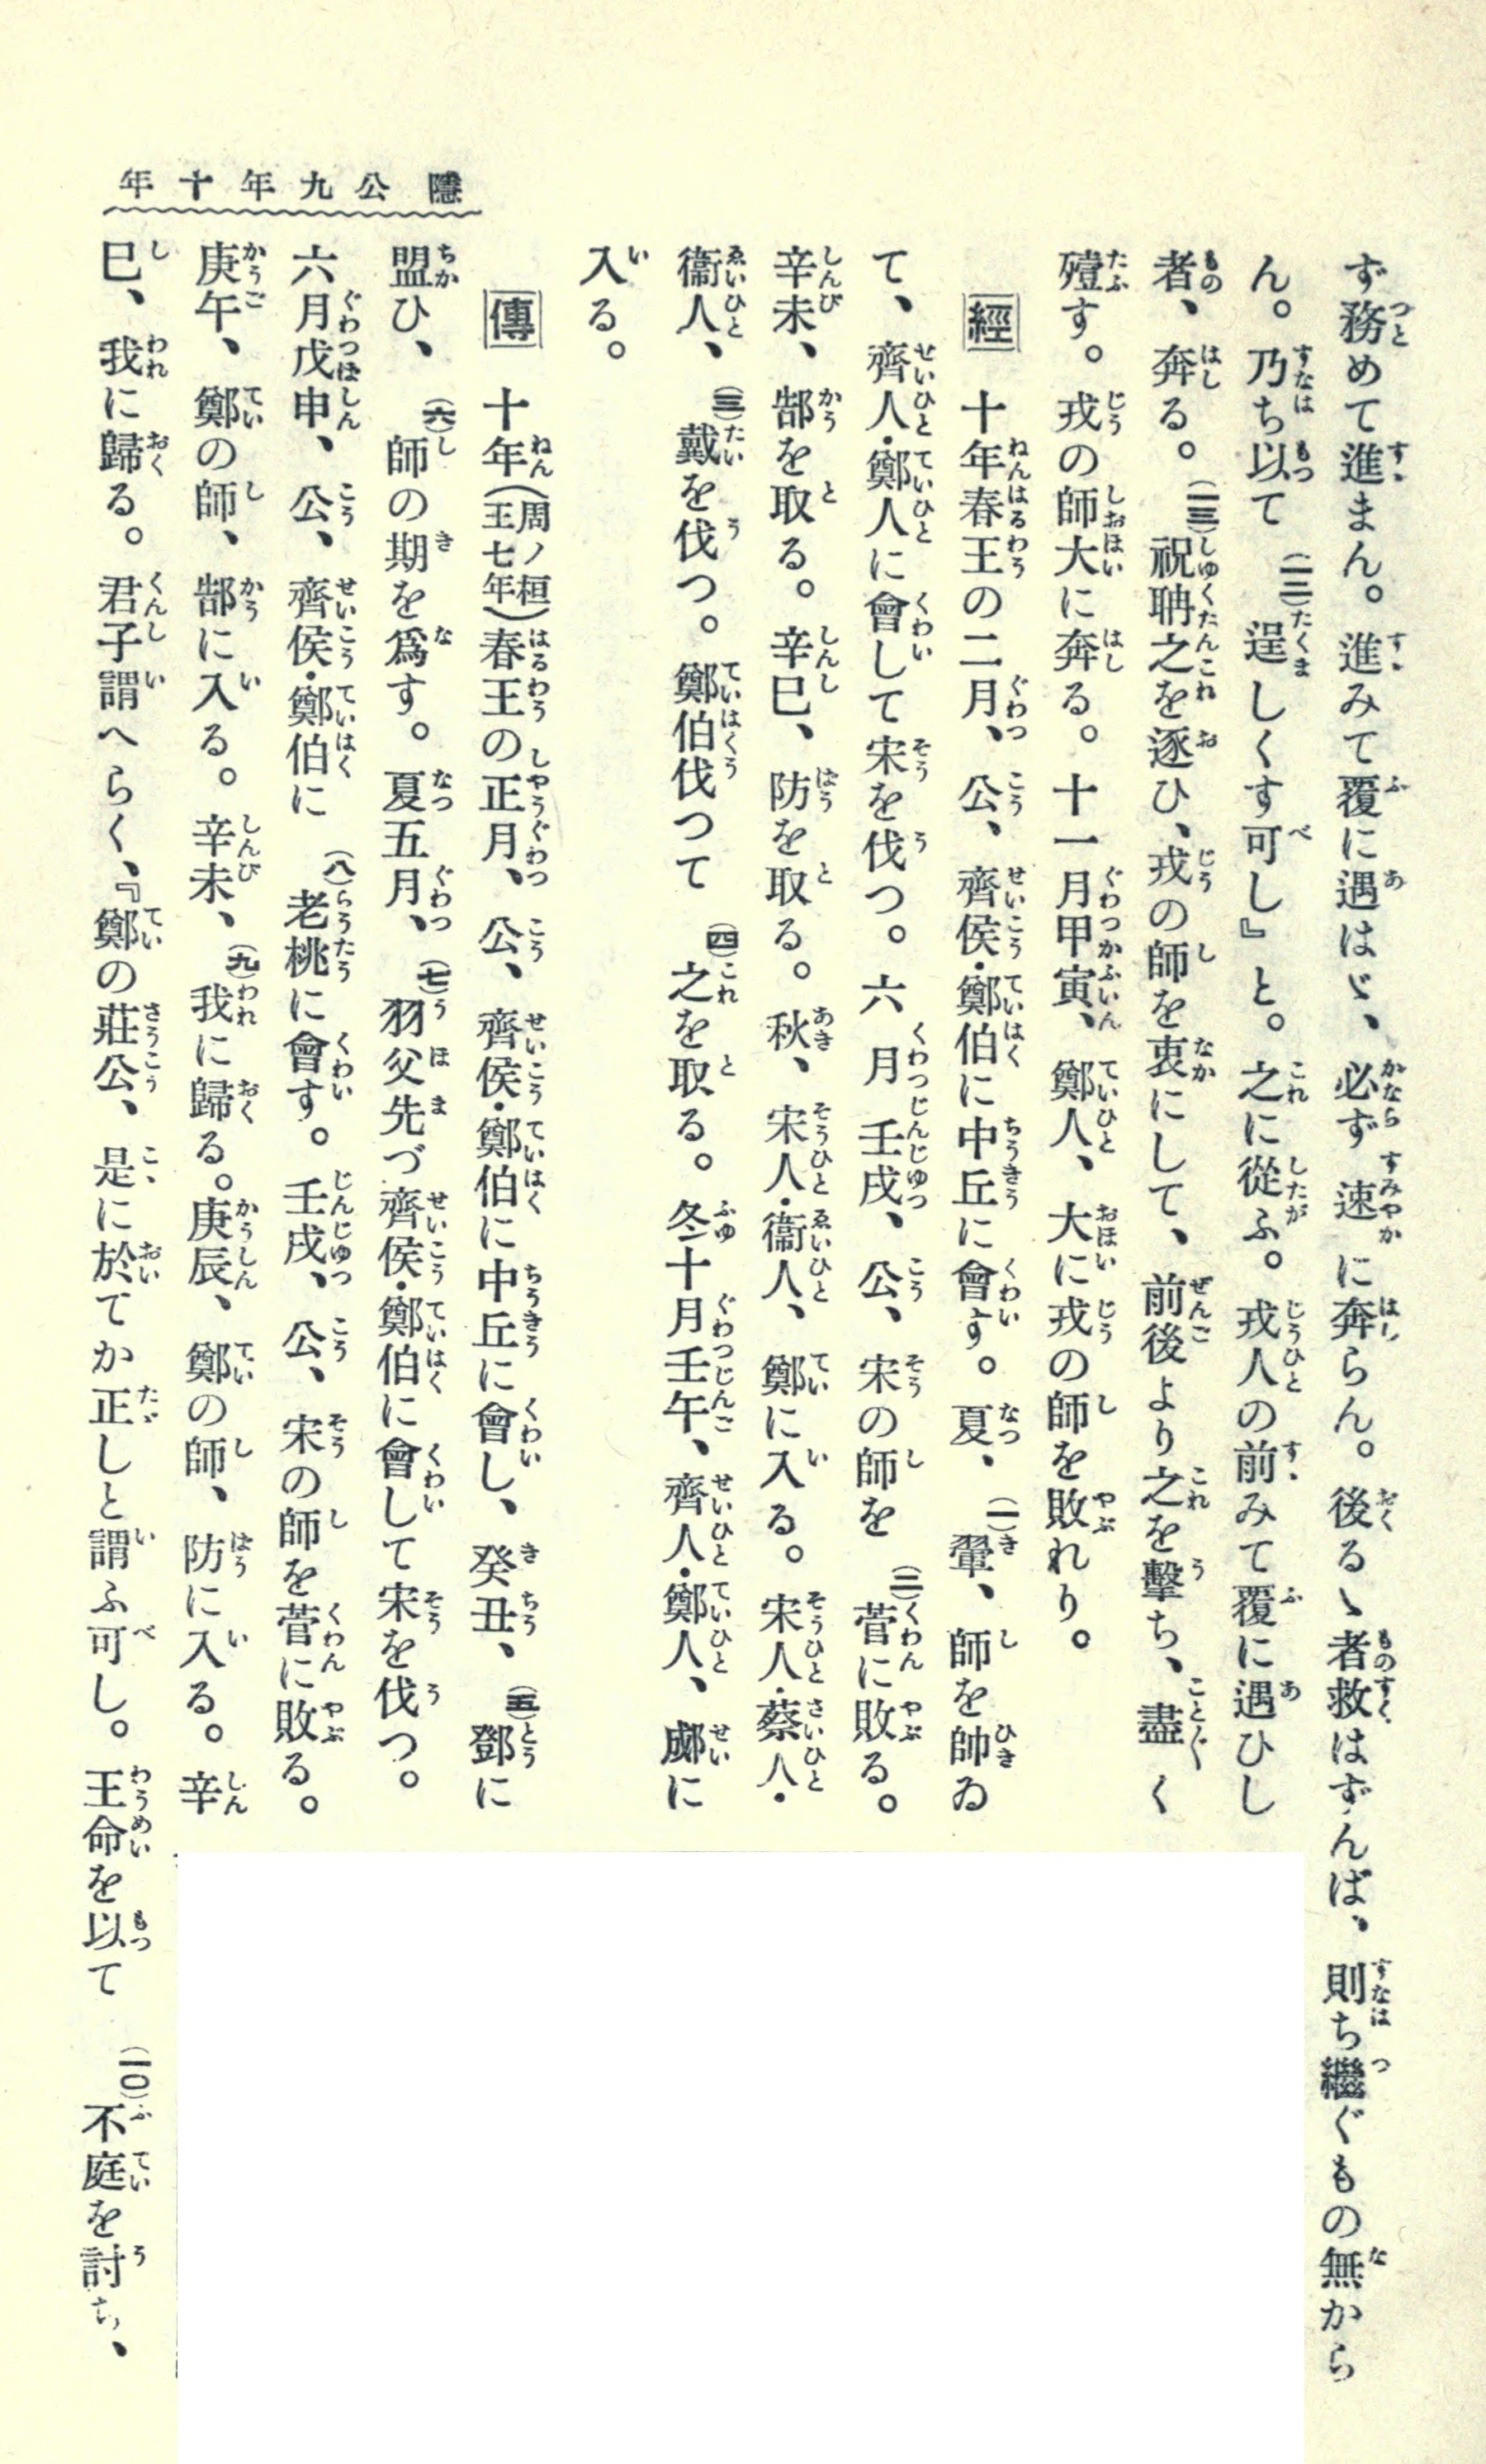 隱公九年十年
ず務めて進まん。進みて覆に遇はゞ、必ず速に奔らん。後るゝ者救はずんば、則ち繼ぐもの無から
ん。乃ち以て(一二)逞しくす可し』と。之に從ふ。戎人の前みて覆に遇ひし
者、奔る。(一三)祝聃之を逐ひ、戎の師を衷にして、前後より之を擊ち、盡く
殪す。戎の師大に奔る。十一月甲寅、鄭人、大に戎の師を敗れり。
經 十年春王の二月、公、齊侯・鄭伯に中丘に會す。夏、(一)翬、師を帥ゐ
て、齊人・鄭人に會して宋を伐つ。六月壬戌、公、宋の師を(二)菅に敗る。
辛未、郜を取る。辛巳、防を取る。秋、宋人・衞人、鄭に入る。宋人・蔡人・
衞人、(三)戴を伐つ。鄭伯伐つて(四)之を取る。冬十月壬午、齊人・鄭人、郕に
入る。
傳 十年(周ノ桓王七年)春王の正月、公、齊侯・鄭伯に中丘に會し、癸丑、(五)鄧に
盟ひ、(六)師の期を爲す。夏五月、(七)羽父先づ齊侯・鄭伯に會して宋を伐つ。
六月戊申、公、齊侯・鄭伯に(八)老桃に會す。壬戌、公、宋の師を菅に敗る。
庚午、鄭の師、郜に入る。辛未、(九)我に歸る。庚辰、鄭の師、防に入る。辛
巳、我に歸る。君子謂へらく、『鄭の莊公、是に於てか正しと謂ふ可し。王命を以て(一〇)不庭を討ち、